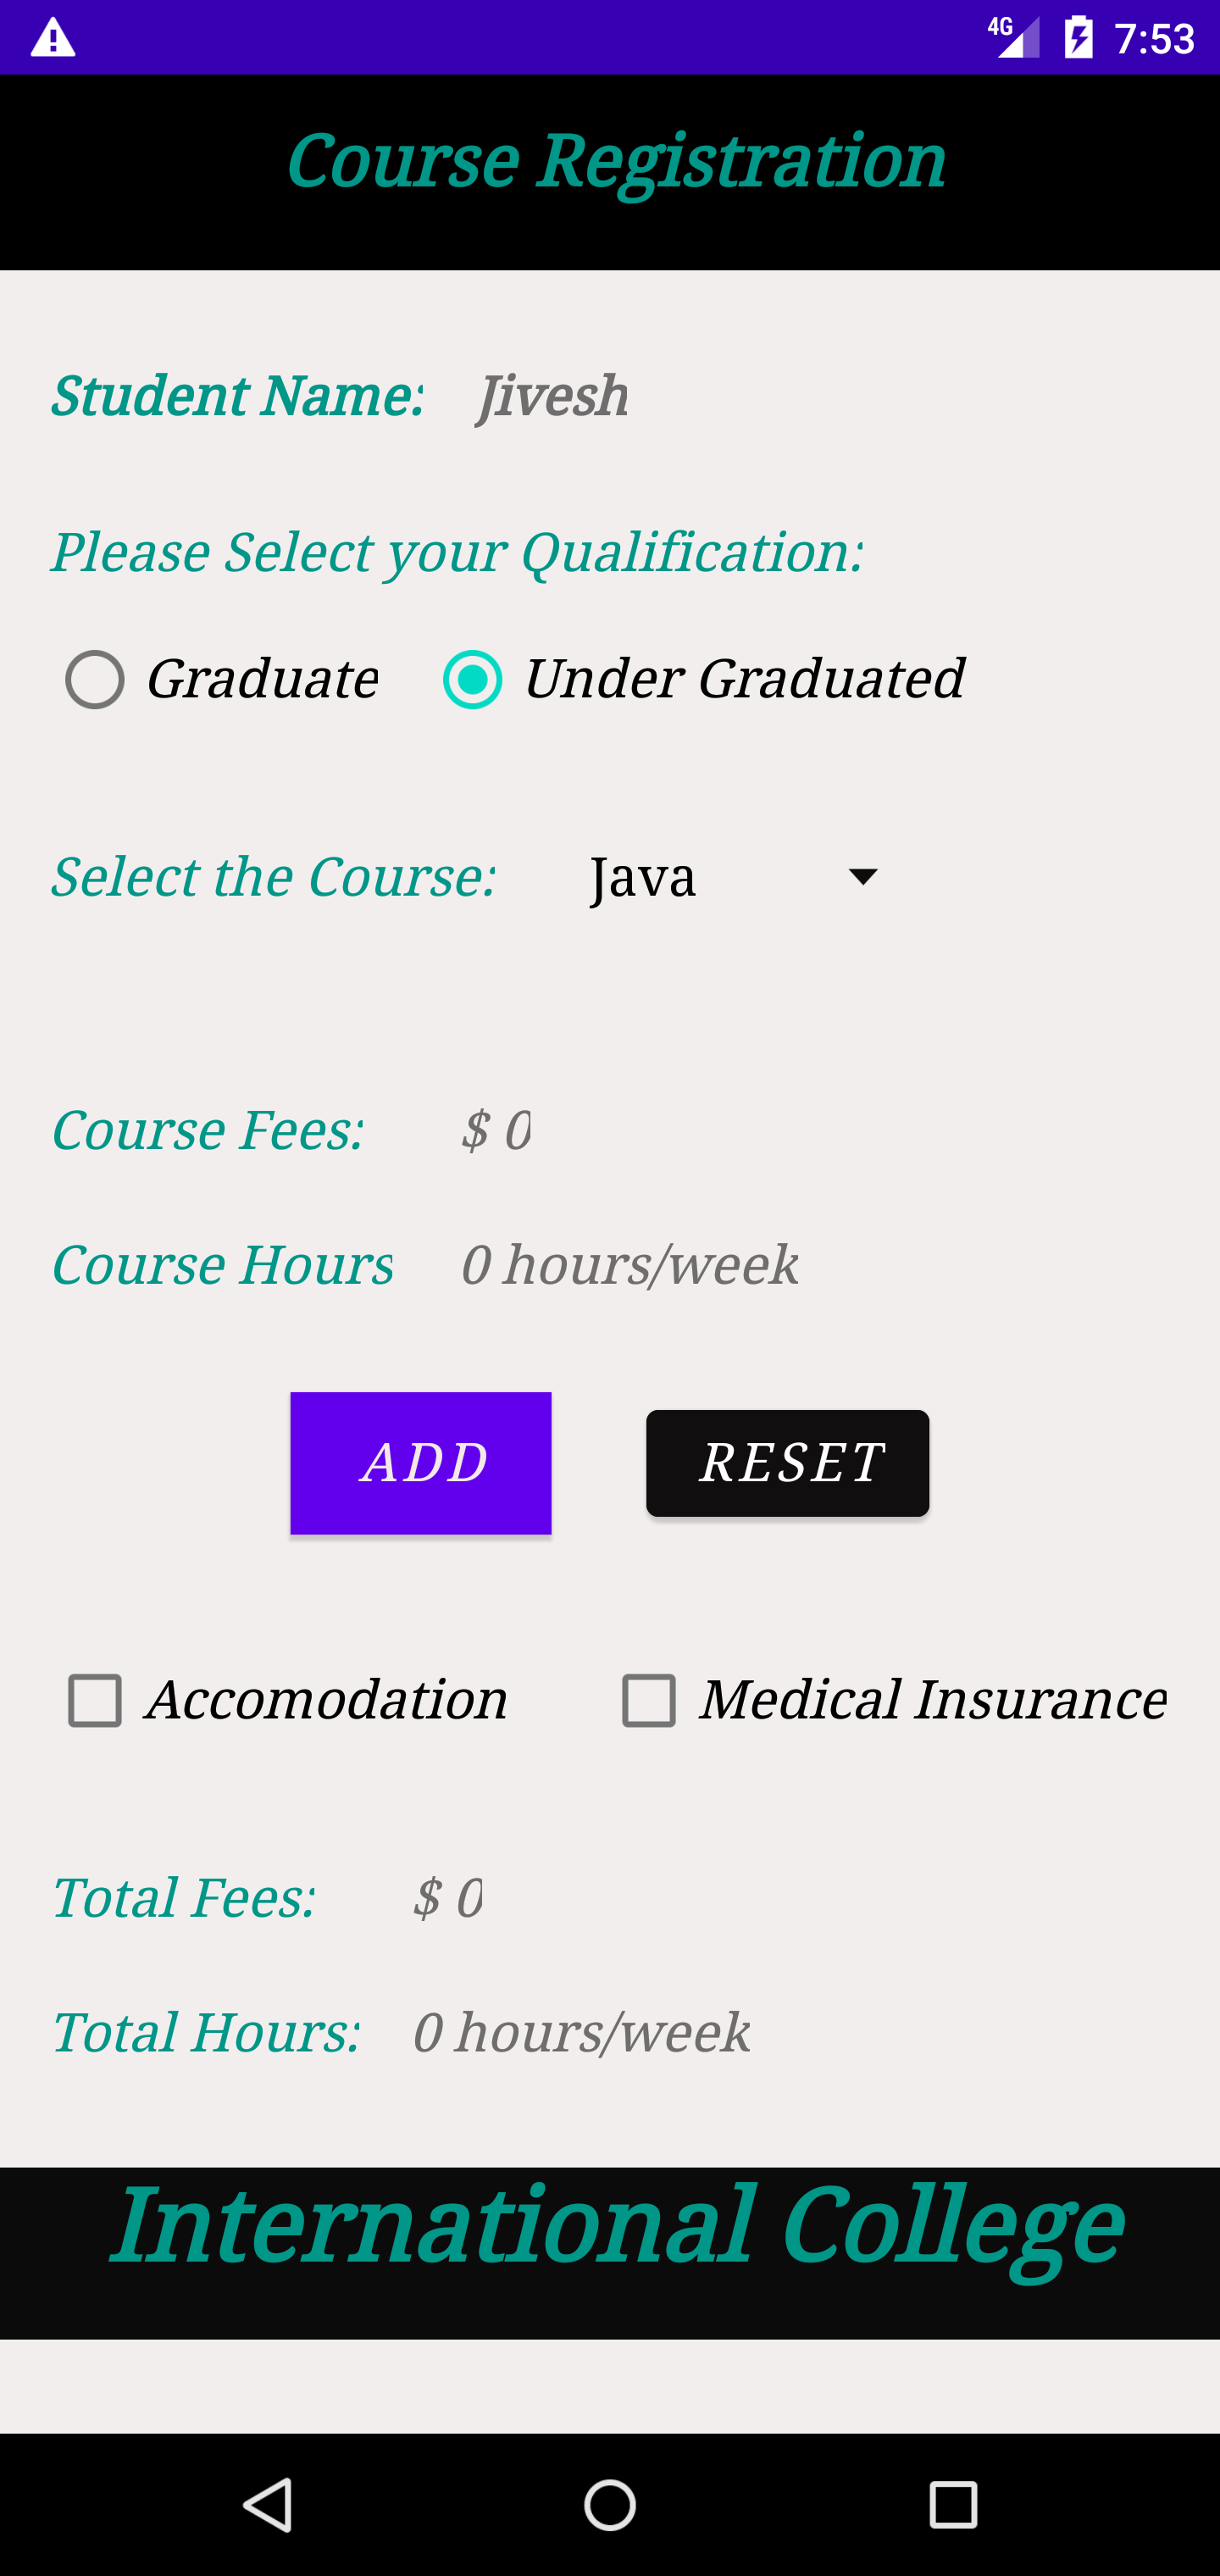 4G 7:53
Course Registration
Student Name: Jivesh
Please Select your Qualification:
Graduate Under Graduated
Select the Course: Java
Course Fees: $ 0
Course Hours 0 hours/week
ADD RESET
Accomodation Medical Insurance
Total Fees: $ 0
Total Hours: 0 hours/week
International College